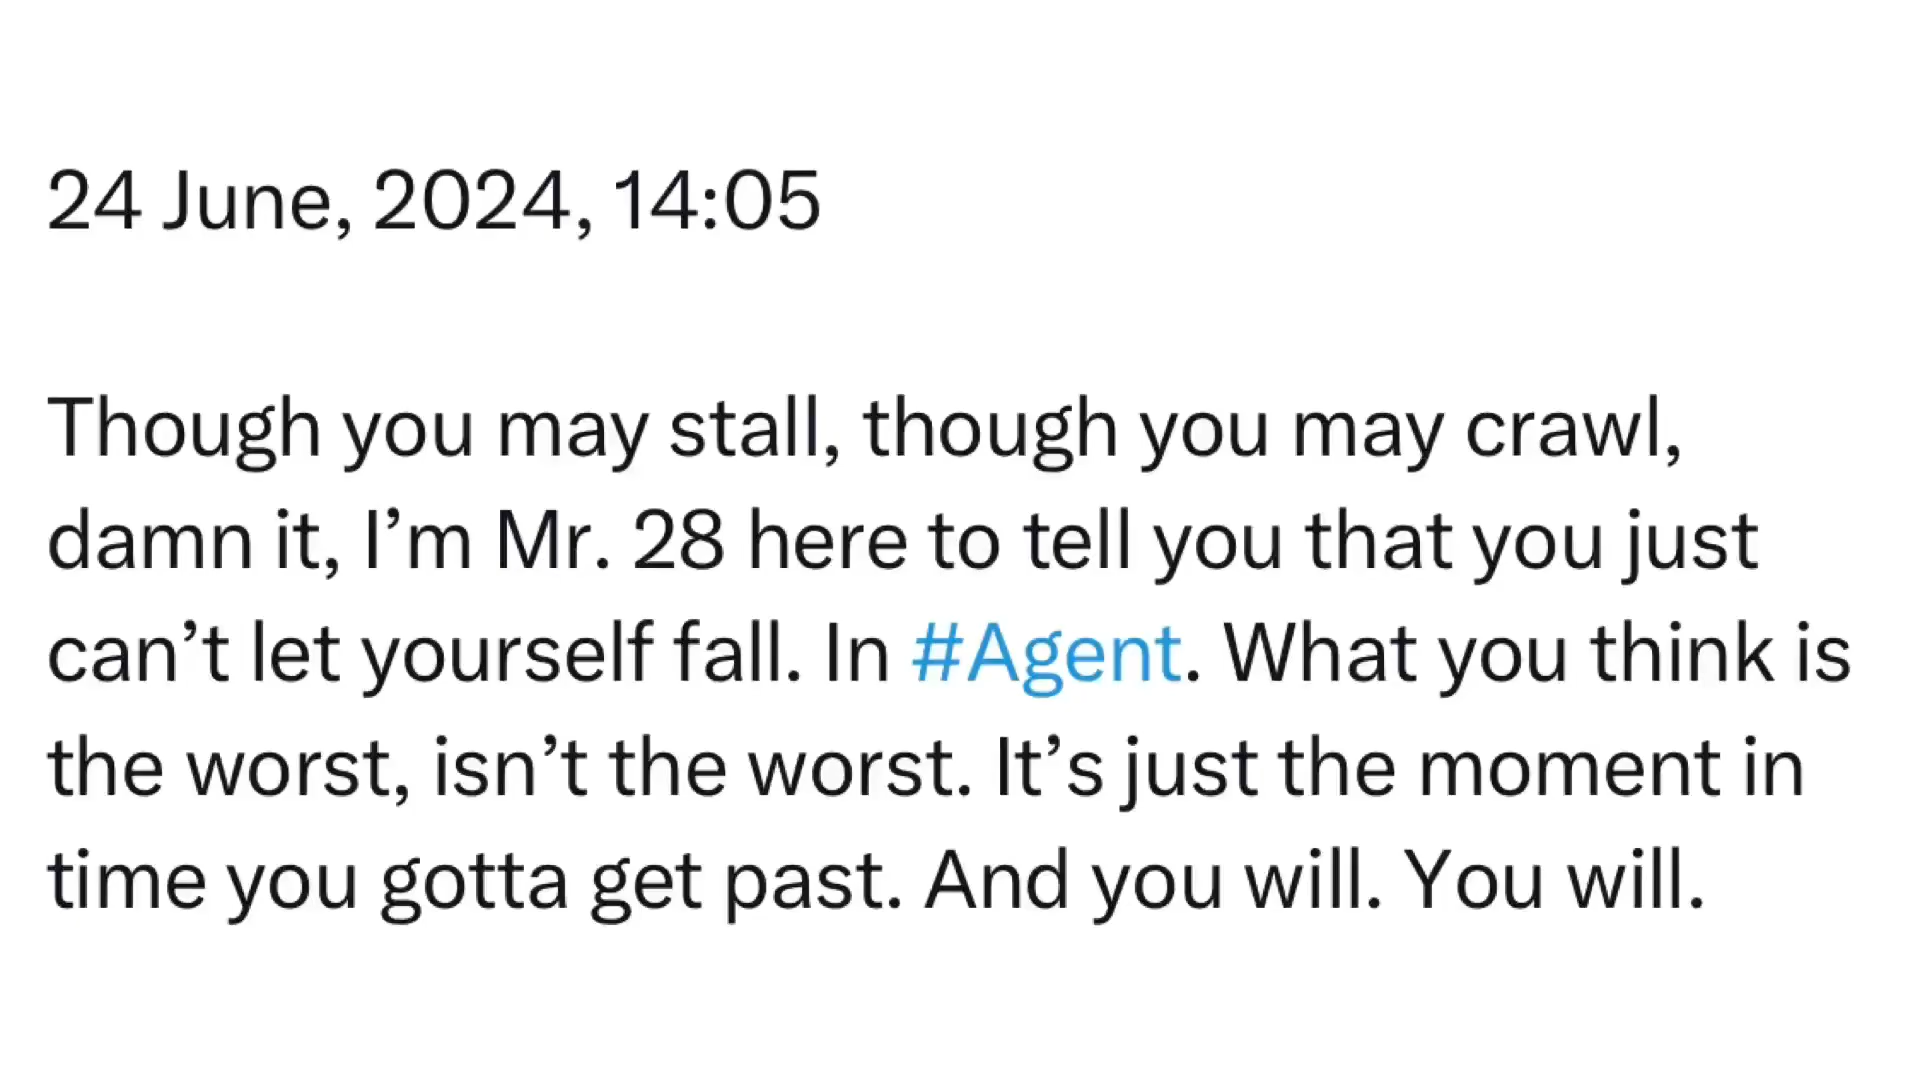 24 June, 2024, 14:05
Though you may stall, though you may crawl,
damn it, I’m Mr. 28 here to tell you that you just
can’t let yourself fall. In #Agent. What you think is
the worst, isn’t the worst. It’s just the moment in
time you gotta get past. And you will. You will.